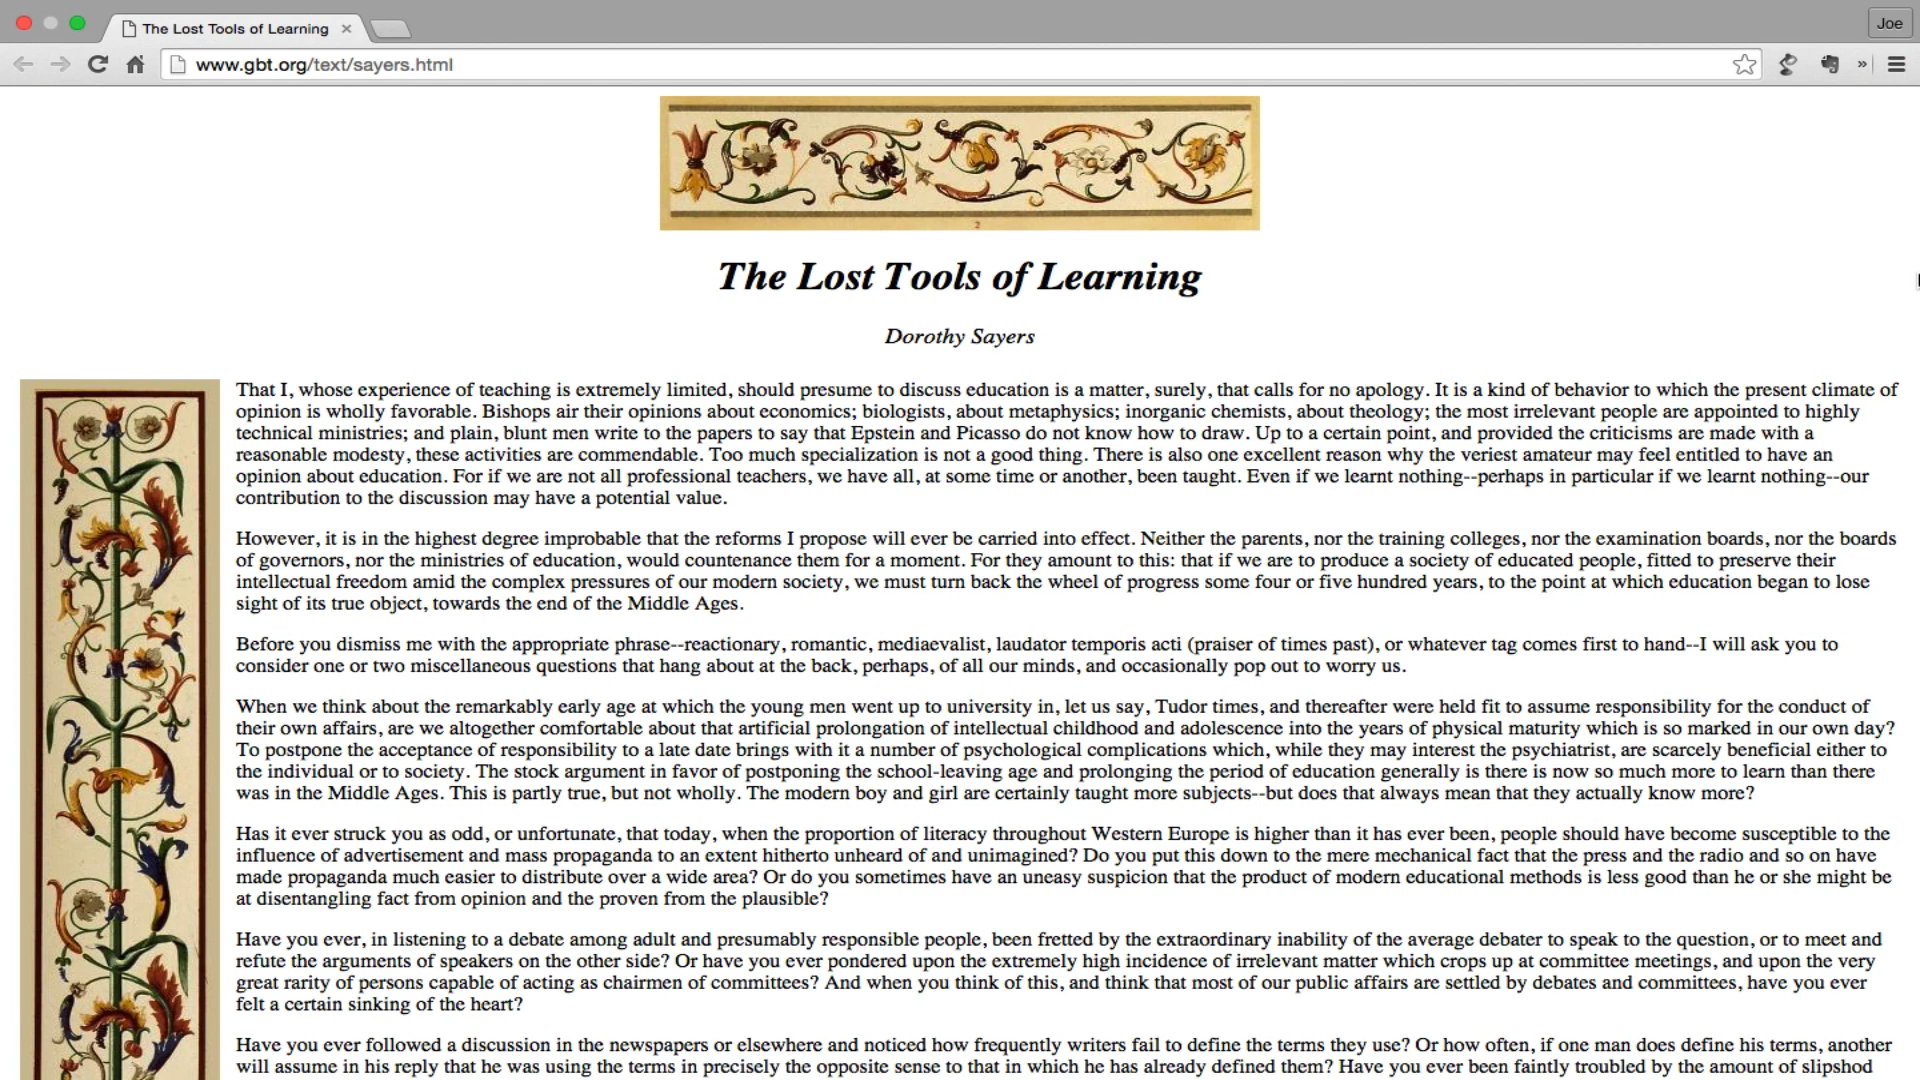 The Lost Tools of Learning
Joe
www.gbt.org/text/sayers.html
»
2
The Lost Tools of Learning
Dorothy Sayers
That I, whose experience of teaching is extremely limited, should presume to discuss education is a matter, surely, that calls for no apology. It is a kind of behavior to which the present climate of
opinion is wholly favorable. Bishops air their opinions about economics; biologists, about metaphysics; inorganic chemists, about theology; the most irrelevant people are appointed to highly
technical ministries; and plain, blunt men write to the papers to say that Epstein and Picasso do not know how to draw. Up to a certain point, and provided the criticisms are made with a
reasonable modesty, these activities are commendable. Too much specialization is not a good thing. There is also one excellent reason why the veriest amateur may feel entitled to have an
opinion about education. For if we are not all professional teachers, we have all, at some time or another, been taught. Even if we learnt nothing--perhaps in particular if we learnt nothing--our
contribution to the discussion may have a potential value.
However, it is in the highest degree improbable that the reforms I propose will ever be carried into effect. Neither the parents, nor the training colleges, nor the examination boards, nor the boards
of governors, nor the ministries of education, would countenance them for a moment. For they amount to this: that if we are to produce a society of educated people, fitted to preserve their
intellectual freedom amid the complex pressures of our modern society, we must turn back the wheel of progress some four or five hundred years, to the point at which education began to lose
sight of its true object, towards the end of the Middle Ages.
Before you dismiss me with the appropriate phrase--reactionary, romantic, mediaevalist, laudator temporis acti (praiser of times past), or whatever tag comes first to hand--I will ask you to
consider one or two miscellaneous questions that hang about at the back, perhaps, of all our minds, and occasionally pop out to worry us.
When we think about the remarkably early age at which the young men went up to university in, let us say, Tudor times, and thereafter were held fit to assume responsibility for the conduct of
their own affairs, are we altogether comfortable about that artificial prolongation of intellectual childhood and adolescence into the years of physical maturity which is so marked in our own day?
To postpone the acceptance of responsibility to a late date brings with it a number of psychological complications which, while they may interest the psychiatrist, are scarcely beneficial either to
the individual or to society. The stock argument in favor of postponing the school-leaving age and prolonging the period of education generally is there is now so much more to learn than there
was in the Middle Ages. This is partly true, but not wholly. The modern boy and girl are certainly taught more subjects--but does that always mean that they actually know more?
Has it ever struck you as odd, or unfortunate, that today, when the proportion of literacy throughout Western Europe is higher than it has ever been, people should have become susceptible to the
influence of advertisement and mass propaganda to an extent hitherto unheard of and unimagined? Do you put this down to the mere mechanical fact that the press and the radio and so on have
made propaganda much easier to distribute over a wide area? Or do you sometimes have an uneasy suspicion that the product of modern educational methods is less good than he or she might be
at disentangling fact from opinion and the proven from the plausible?
Have you ever, in listening to a debate among adult and presumably responsible people, been fretted by the extraordinary inability of the average debater to speak to the question, or to meet and
refute the arguments of speakers on the other side? Or have you ever pondered upon the extremely high incidence of irrelevant matter which crops up at committee meetings, and upon the very
great rarity of persons capable of acting as chairmen of committees? And when you think of this, and think that most of our public affairs are settled by debates and committees, have you ever
felt a certain sinking of the heart?
Have you ever followed a discussion in the newspapers or elsewhere and noticed how frequently writers fail to define the terms they use? Or how often, if one man does define his terms, another
will assume in his reply that he was using the terms in precisely the opposite sense to that in which he has already defined them? Have you ever been faintly troubled by the amount of slipshod